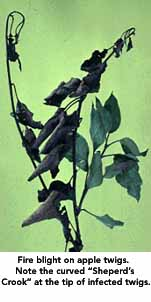 Fire blight on apple twigs.
Note the curved “Sheperd’s
Crook” at the tip of infected twigs.